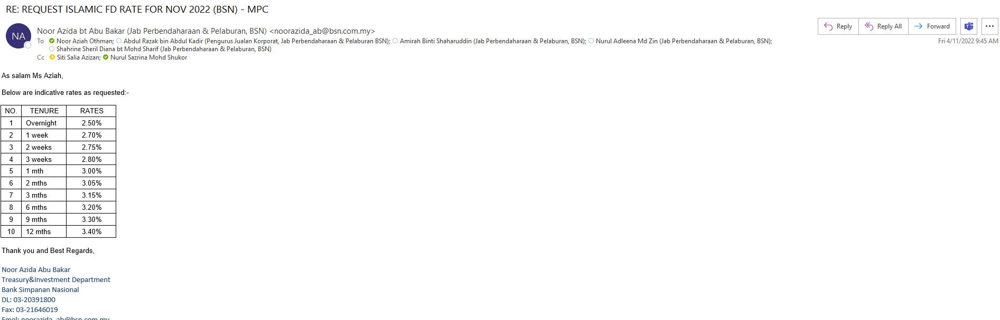 RE: REQUEST ISLAMIC FD RATE FOR NOV 2022 (BSN) - MPC
NA
Noor Azida bt Abu Bakar (Jab Perbendaharaan & Pelaburan, BSN) <noorazida_ab@bsn.com.my>
Reply Reply All Forward
To Noor Aziah Othman; Abdul Razak bin Abdul Kadir (Pengurus Jualan Korporat, Jab Perbendaharaan & Pelaburan BSN); Amirah Binti Shaharuddin (Jab Perbendaharaan & Pelaburan, BSN); Nurul Adleena Md Zin (Jab Perbendaharaan & Pelaburan, BSN);
Fri 4/11/2022 9:45 AM
Shahrine Sheril Diana bt Mohd Sharif (Jab Perbendaharaan & Pelaburan, BSN)
Cc Siti Salia Azizan; Nurul Sazrina Mohd Shukor
As salam Ms Aziah,
Below are indicative rates as requested:-
NO. TENURE RATES
1 Overnight 2.50%
2 1 week 2.70%
3 2 weeks 2.75%
4 3 weeks 2.80%
5 1 mth 3.00%
6 2 mths 3.05%
7 3 mths 3.15%
8 6 mths 3.20%
9 9 mths 3.30%
10 12 mths 3.40%
Thank you and Best Regards,
Noor Azida Abu Bakar
Treasury&Investment Department
Bank Simpanan Nasional
DL: 03-20391800
Fax: 03-21646019
Emel: noorazida_ab@bsn.com.my